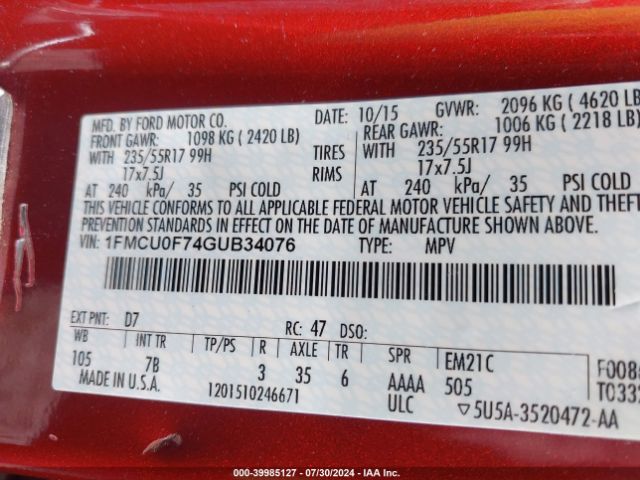 MFD. BY FORD MOTOR CO.
DATE: 10/15 GVWR: 2096 KG ( 4620 LB)
FRONT GAWR: 1098 KG ( 2420 LB)
REAR GAWR: 1006 KG ( 2218 LB)
WITH 235/55R17 99H TIRES WITH 235/55R17 99H
17x7.5J RIMS 17x7.5J
AT 240 kPa/ 35 PSI COLD AT 240 kPa/ 35 PSI COLD
THIS VEHICLE CONFORMS TO ALL APPLICABLE FEDERAL MOTOR VEHICLE SAFETY AND THEFT
PREVENTION STANDARDS IN EFFECT ON THE DATE OF MANUFACTURE SHOWN ABOVE.
VIN: 1FMCU0F74GUB34076 TYPE: MPV
EXT PNT: D7 RC: 47 DSO:
WB INT TR TP/PS R AXLE TR SPR EM21C
105 7B 3 35 6 AAAA 505
MADE IN U.S.A. 1201510246671 ULC ▽5U5A-3520472-AA
000-39985127 - 07/30/2024 - IAA Inc.